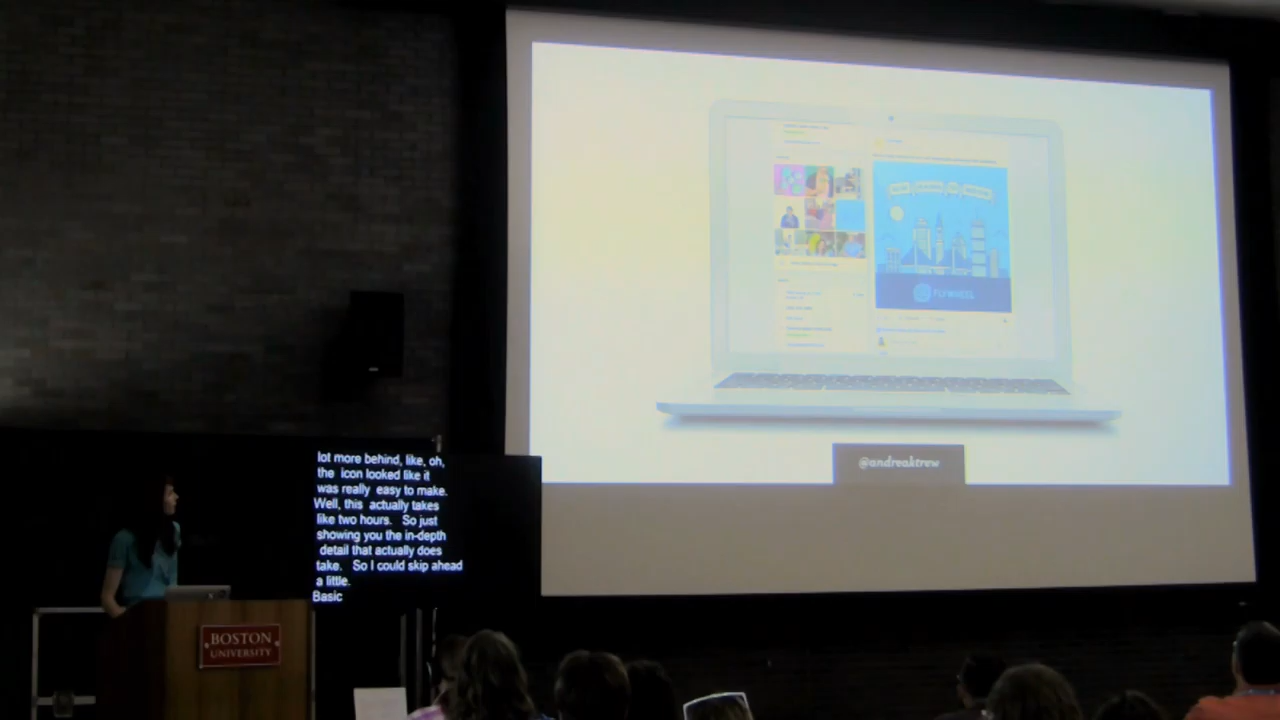 FLYWHEEL
@andreaktrew
lot more behind, like, oh,
the icon looked like it
was really easy to make.
Well, this actually takes
like two hours. So just
showing you the in-depth
detail that actually does
take. So I could skip ahead
a little.
Basic
BOSTON
UNIVERSITY